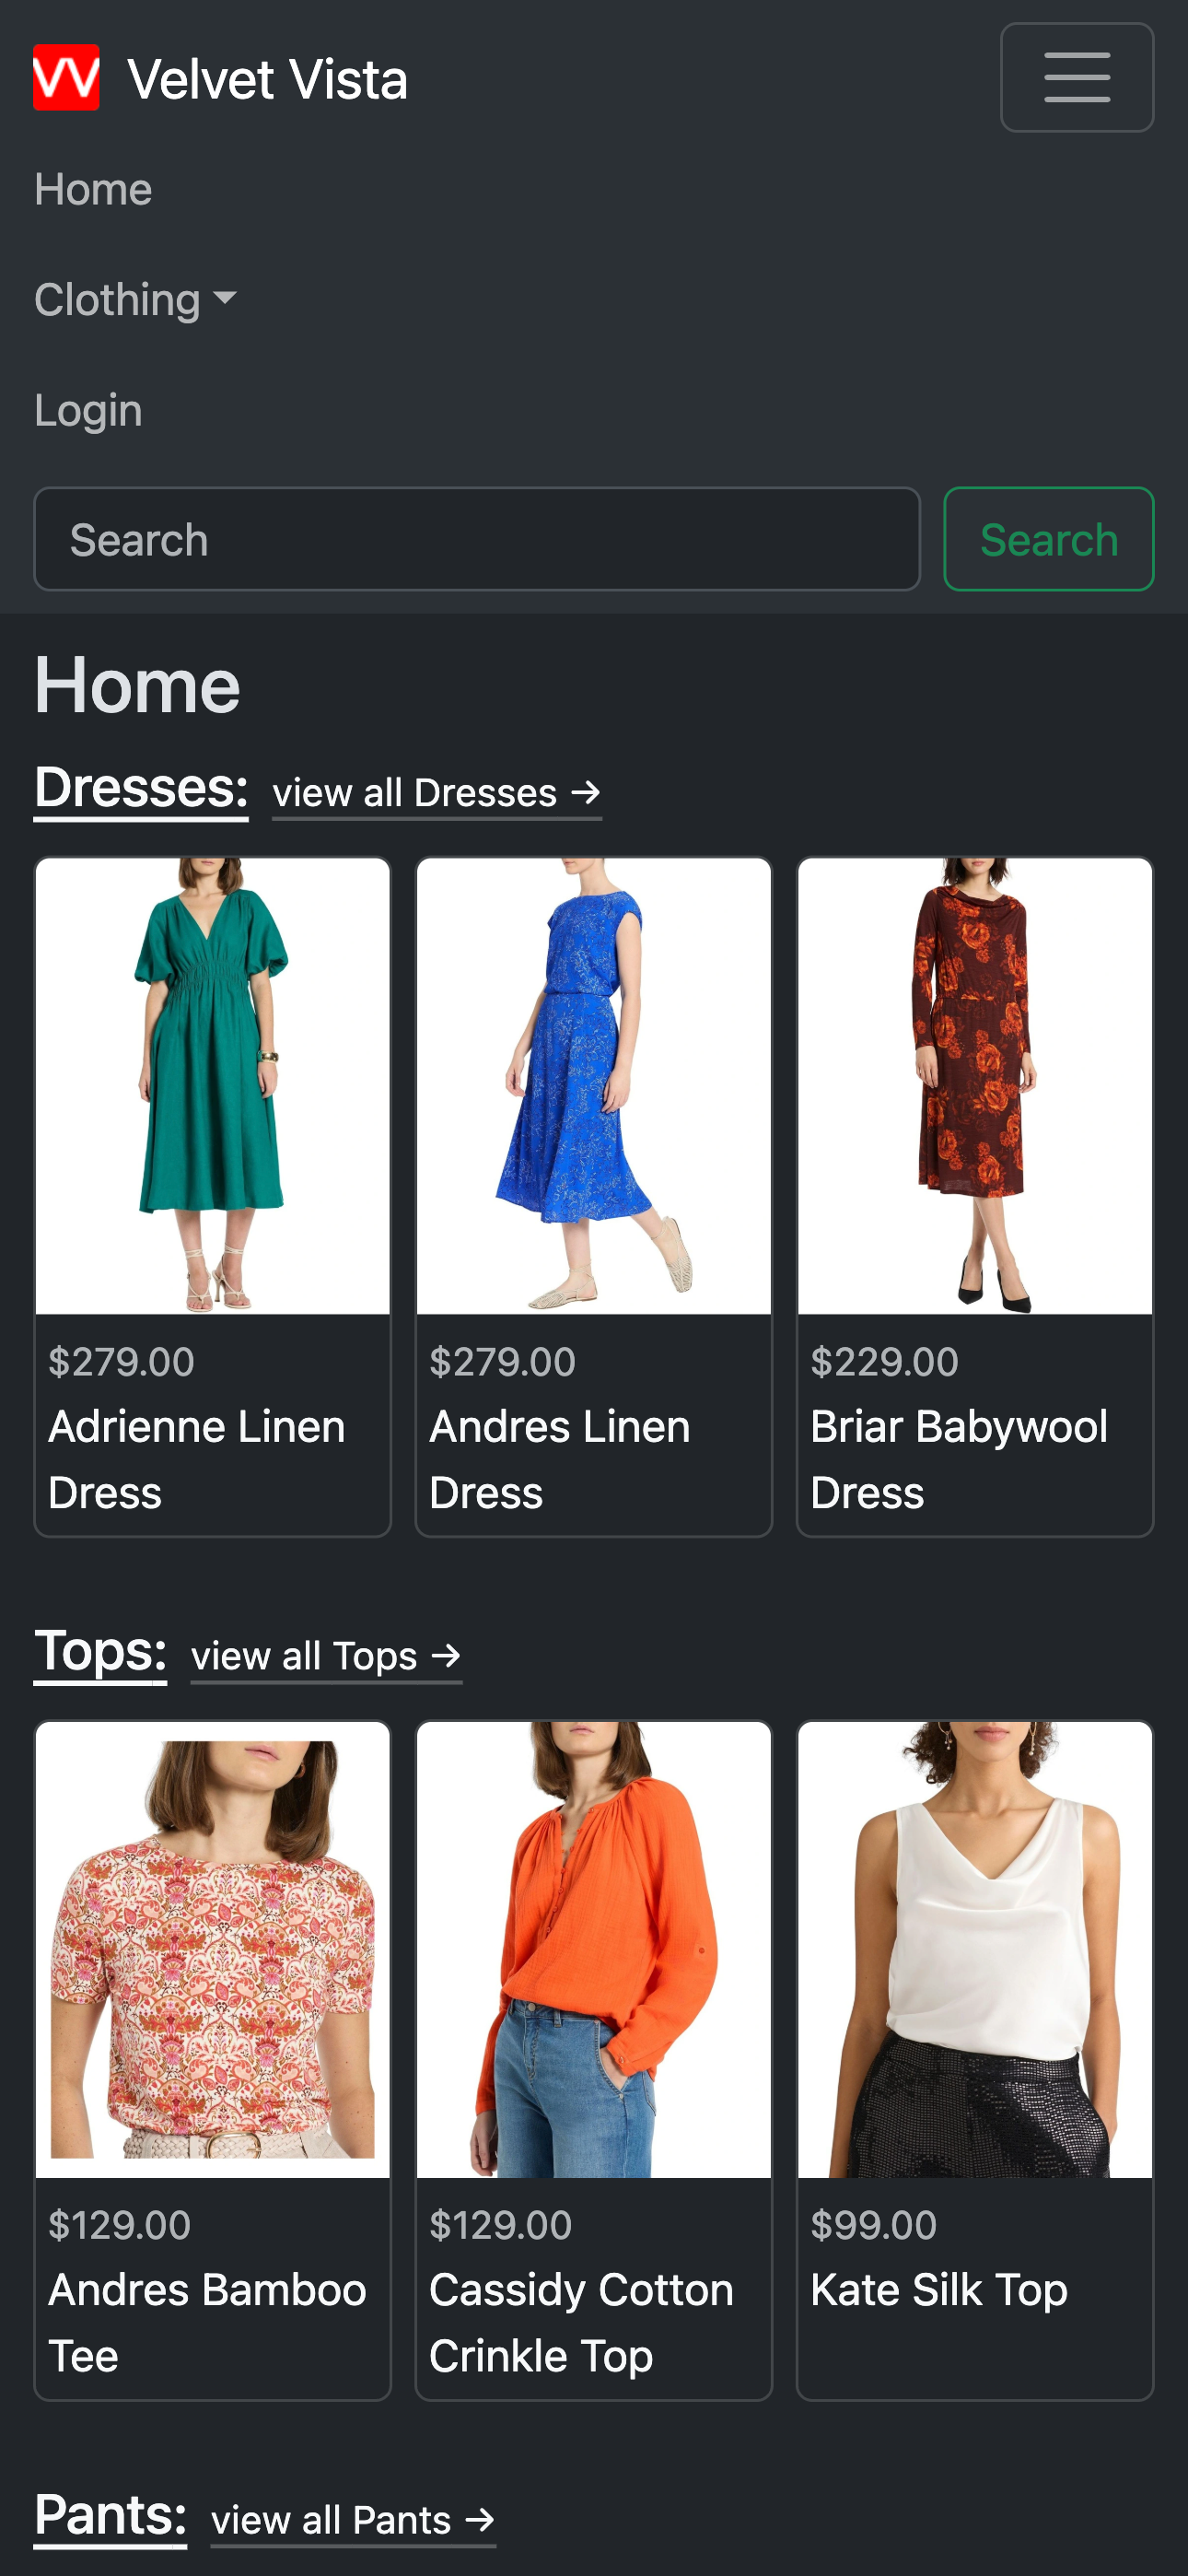 VV Velvet Vista
Home
Clothing
Login
Search Search
Home
Dresses: view all Dresses →
$279.00
Adrienne Linen
Dress
$279.00
Andres Linen
Dress
$229.00
Briar Babywool
Dress
Tops: view all Tops →
$129.00
Andres Bamboo
Tee
$129.00
Cassidy Cotton
Crinkle Top
$99.00
Kate Silk Top
Pants: view all Pants →